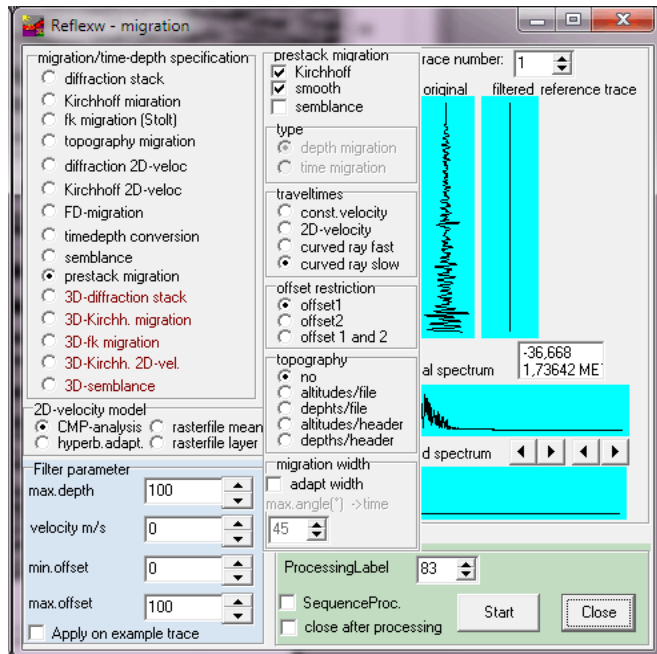 Reflexw - migration
migration/time-depth specification
diffraction stack
Kirchhoff migration
fk migration (Stolt)
topography migration
diffraction 2D-veloc
Kirchhoff 2D-veloc
FD-migration
timedepth conversion
semblance
prestack migration
3D-diffraction stack
3D-Kirchh. migration
3D-fk migration
3D-Kirchh. 2D-vel.
3D-semblance
2D-velocity model
CMP-analysis rasterfile mean
hyperb.adapt. rasterfile layer
Filter parameter
max.depth 100
velocity m/s 0
min.offset 0
max.offset 100
Apply on example trace
prestack migration
Kirchhoff
smooth
semblance
type
depth migration
time migration
traveltimes
const.velocity
2D-velocity
curved ray fast
curved ray slow
offset restriction
offset1
offset2
offset 1 and 2
topography
no
altitudes/file
dephts/file
altitudes/header
depths/header
migration width
adapt width
max.angle(°) ->time
45
race number: 1
original filtered reference trace
-36,668
al spectrum 1,73642 ME
d spectrum
ProcessingLabel 83
SequenceProc.
close after processing
Start
Close